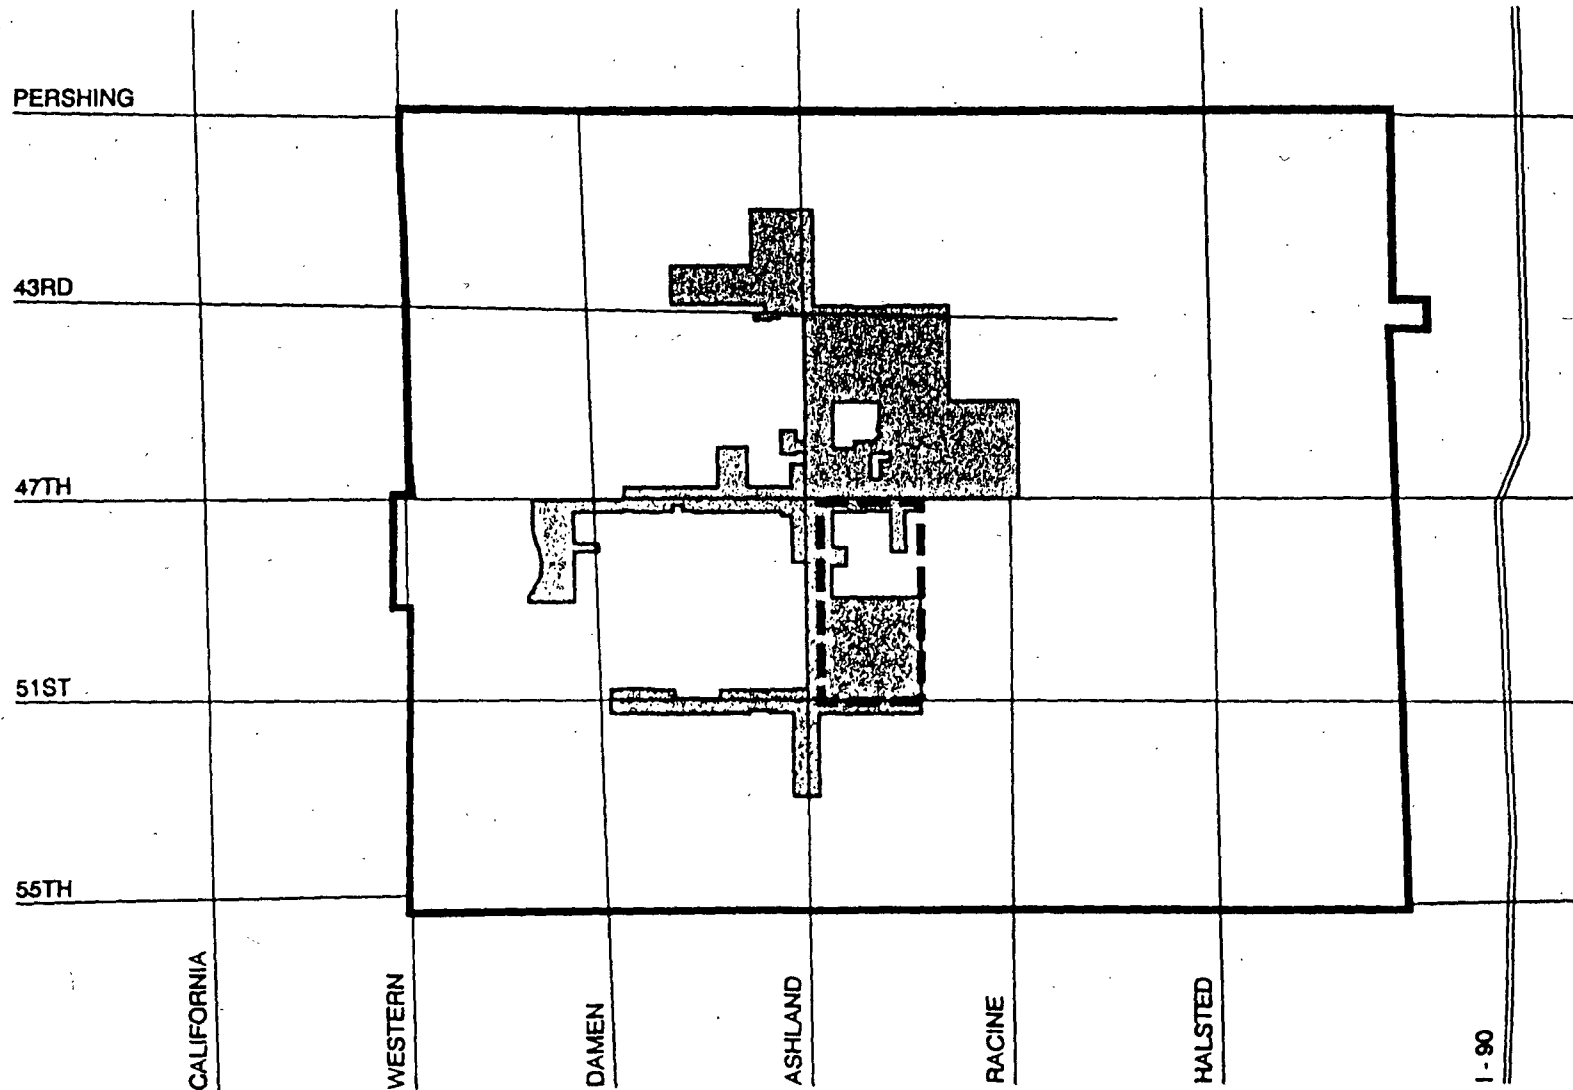 PERSHING
43RD
47TH
51ST
55TH
CALIFORNIA
WESTERN
DAMEN
ASHLAND
RACINE
HALSTED
I - 90